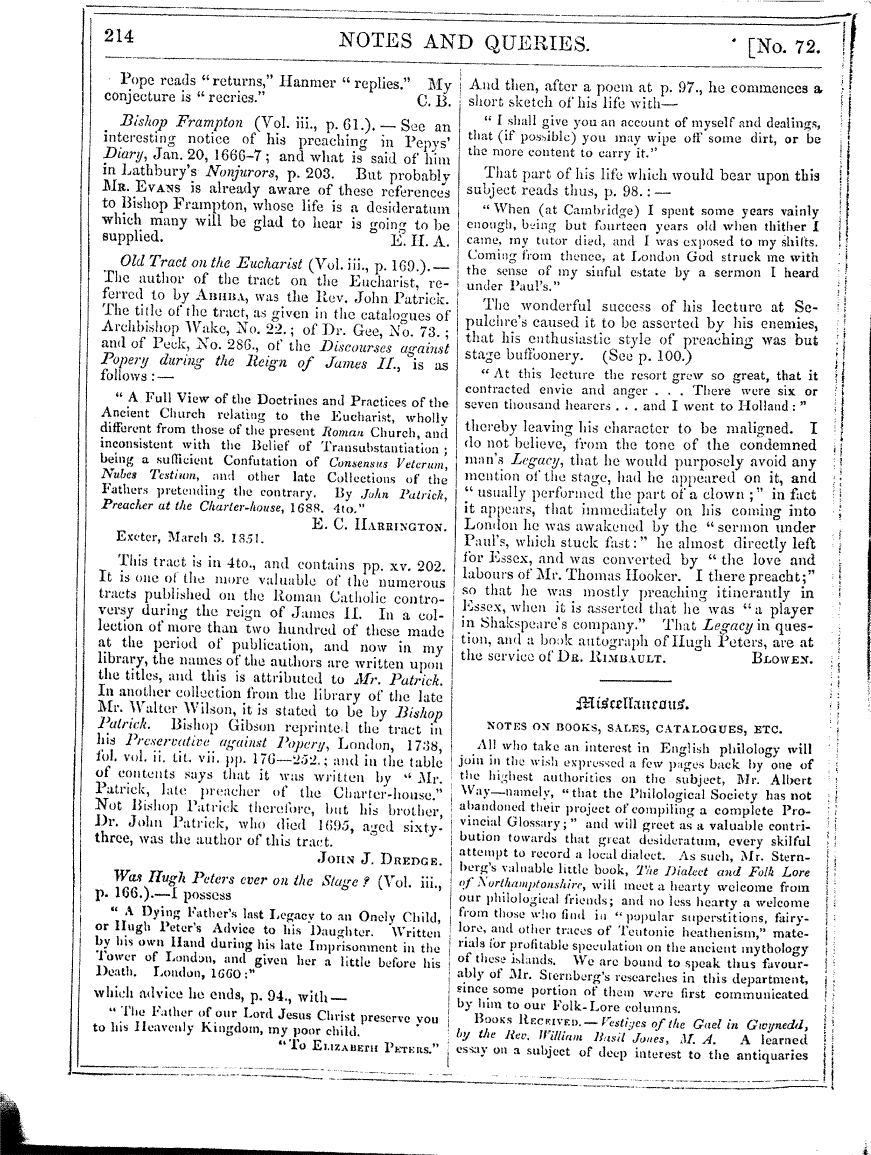 214 NOTES AND QUERIES. [No. 72.
Pope reads "returns," Hanmer "replies." My
conjecture is "recries." C. B.
Bishop Frampton (Vol. iii., p. 61.).—See an
interesting notice of his preaching in Pepys'
Diary, Jan. 20, 1666-7; and what is said of him
in Lathbury's Nonjurors, p. 203. But probably
MR. EVANS is already aware of these references
to Bishop Frampton, whose life is a desideratum
which many will be glad to hear is going to be
supplied. E. H. A.
Old Tract on the Eucharist (Vol. iii., p. 169.).—
The author of the tract on the Eucharist, re-
ferred to by ABHBA, was the Rev. John Patrick.
The title of the tract, as given in the catalogues of
Archbishop Wake, No. 22.; of Dr. Gee, No. 73.;
and of Peck, No. 286., of the Discourses against
Popery during the Reign of James II., is as
follows:—
"A Full View of the Doctrines and Practices of the
Ancient Church relating to the Eucharist, wholly
different from those of the present Roman Church, and
inconsistent with the Belief of Transubstantiation;
being a sufficient Confutation of Consensus Veterum,
Nubes Testium, and other late Collections of the
Fathers pretending the contrary. By John Patrick,
Preacher at the Charter-house, 1688. 4to."
E. C. HARRINGTON.
Exeter, March 3. 1851.
This tract is in 4to., and contains pp. xv. 202.
It is one of the more valuable of the numerous
tracts published on the Roman Catholic contro-
versy during the reign of James II. In a col-
lection of more than two hundred of these made
at the period of publication, and now in my
library, the names of the authors are written upon
the titles, and this is attributed to Mr. Patrick.
In another collection from the library of the late
Mr. Walter Wilson, it is stated to be by Bishop
Patrick. Bishop Gibson reprinted the tract in
his Preservative against Popery, London, 1738,
fol. vol. ii. tit. vii. pp. 176—252.; and in the table
of contents says that it was written by "Mr.
Patrick, late preacher of the Charter-house."
Not Bishop Patrick therefore, but his brother,
Dr. John Patrick, who died 1695, aged sixty-
three, was the author of this tract.
JOHN J. DREDGE.
Was Hugh Peters ever on the Stage? (Vol. iii.,
p. 166.).—I possess
"A Dying Father's last Legacy to an Onely Child,
or Hugh Peter's Advice to his Daughter. Written
by his own Hand during his late Imprisonment in the
Tower of London, and given her a little before his
Death. London, 1660:"
which advice he ends, p. 94., with—
"The Father of our Lord Jesus Christ preserve you
to his Heavenly Kingdom, my poor child.
"To ELIZABETH PETERS."
And then, after a poem at p. 97., he commences a
short sketch of his life with—
"I shall give you an account of myself and dealings,
that (if possible) you may wipe off some dirt, or be
the more content to carry it."
That part of his life which would bear upon this
subject reads thus, p. 98.:—
"When (at Cambridge) I spent some years vainly
enough, being but fourteen years old when thither I
came, my tutor died, and I was exposed to my shifts.
Coming from thence, at London God struck me with
the sense of my sinful estate by a sermon I heard
under Paul's."
The wonderful success of his lecture at Se-
pulchre's caused it to be asserted by his enemies,
that his enthusiastic style of preaching was but
stage buffoonery. (See p. 100.)
"At this lecture the resort grew so great, that it
contracted envie and anger . . . There were six or
seven thousand hearers . . . and I went to Holland:"
thereby leaving his character to be maligned. I
do not believe, from the tone of the condemned
man's Legacy, that he would purposely avoid any
mention of the stage, had he appeared on it, and
"usually performed the part of a clown;" in fact
it appears, that immediately on his coming into
London he was awakened by the "sermon under
Paul's, which stuck fast:" he almost directly left
for Essex, and was converted by "the love and
labours of Mr. Thomas Hooker. I there preacht;"
so that he was mostly preaching itinerantly in
Essex, when it is asserted that he was "a player
in Shakspeare's company." That Legacy in ques-
tion, and a book autograph of Hugh Peters, are at
the service of DR. RIMBAULT. BLOWEN.
Miscellaneous.
NOTES ON BOOKS, SALES, CATALOGUES, ETC.
All who take an interest in English philology will
join in the wish expressed a few pages back by one of
the highest authorities on the subject, Mr. Albert
Way—namely, "that the Philological Society has not
abandoned their project of compiling a complete Pro-
vincial Glossary;" and will greet as a valuable contri-
bution towards that great desideratum, every skilful
attempt to record a local dialect. As such, Mr. Stern-
berg's valuable little book, The Dialect and Folk Lore
of Northamptonshire, will meet a hearty welcome from
our philological friends; and no less hearty a welcome
from those who find in "popular superstitions, fairy-
lore, and other traces of Teutonic heathenism," mate-
rials for profitable speculation on the ancient mythology
of these islands. We are bound to speak thus favour-
ably of Mr. Sternberg's researches in this department,
since some portion of them were first communicated
by him to our Folk-Lore columns.
BOOKS RECEIVED.—Vestiges of the Gael in Gwynedd,
by the Rev. William Basil Jones, M. A. A learned
essay on a subject of deep interest to the antiquaries